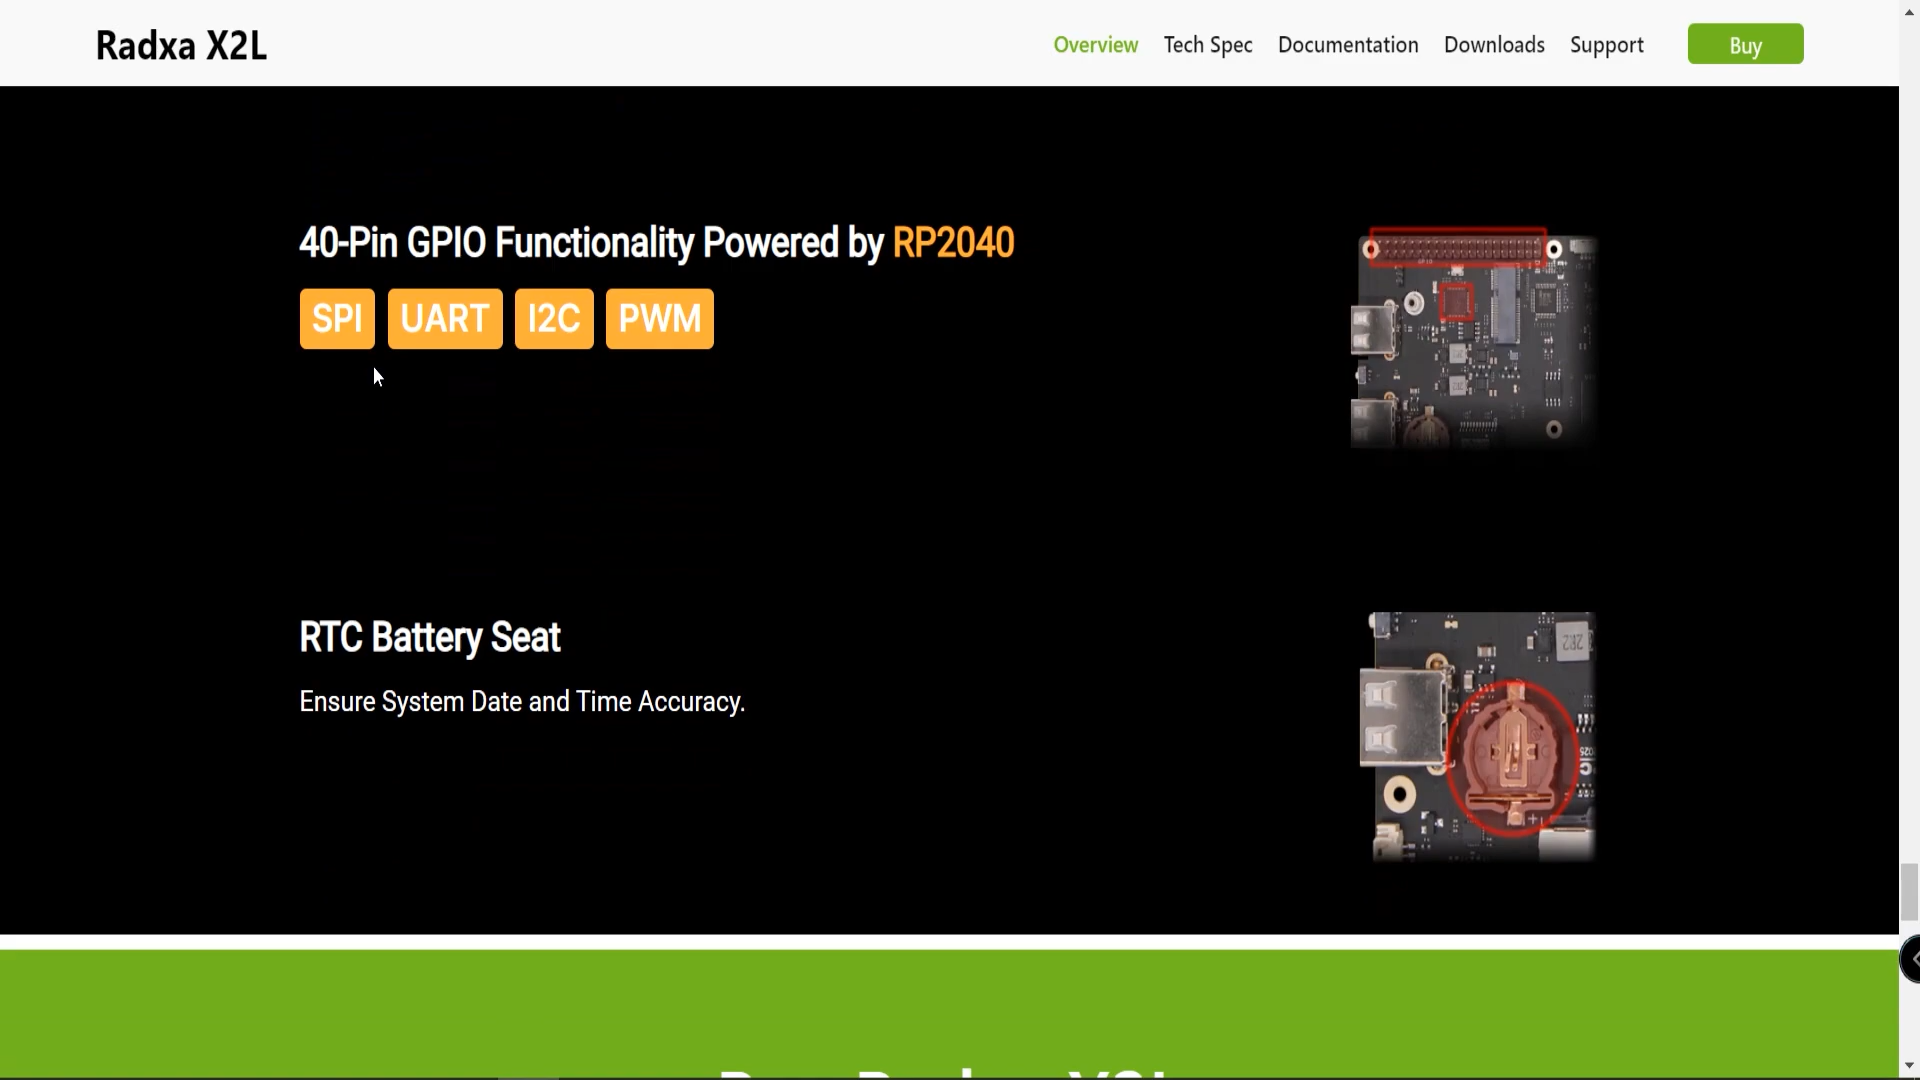 Radxa X2L
Overview Tech Spec Documentation Downloads Support Buy
40-Pin GPIO Functionality Powered by RP2040
SPI UART I2C PWM
RTC Battery Seat
Ensure System Date and Time Accuracy.